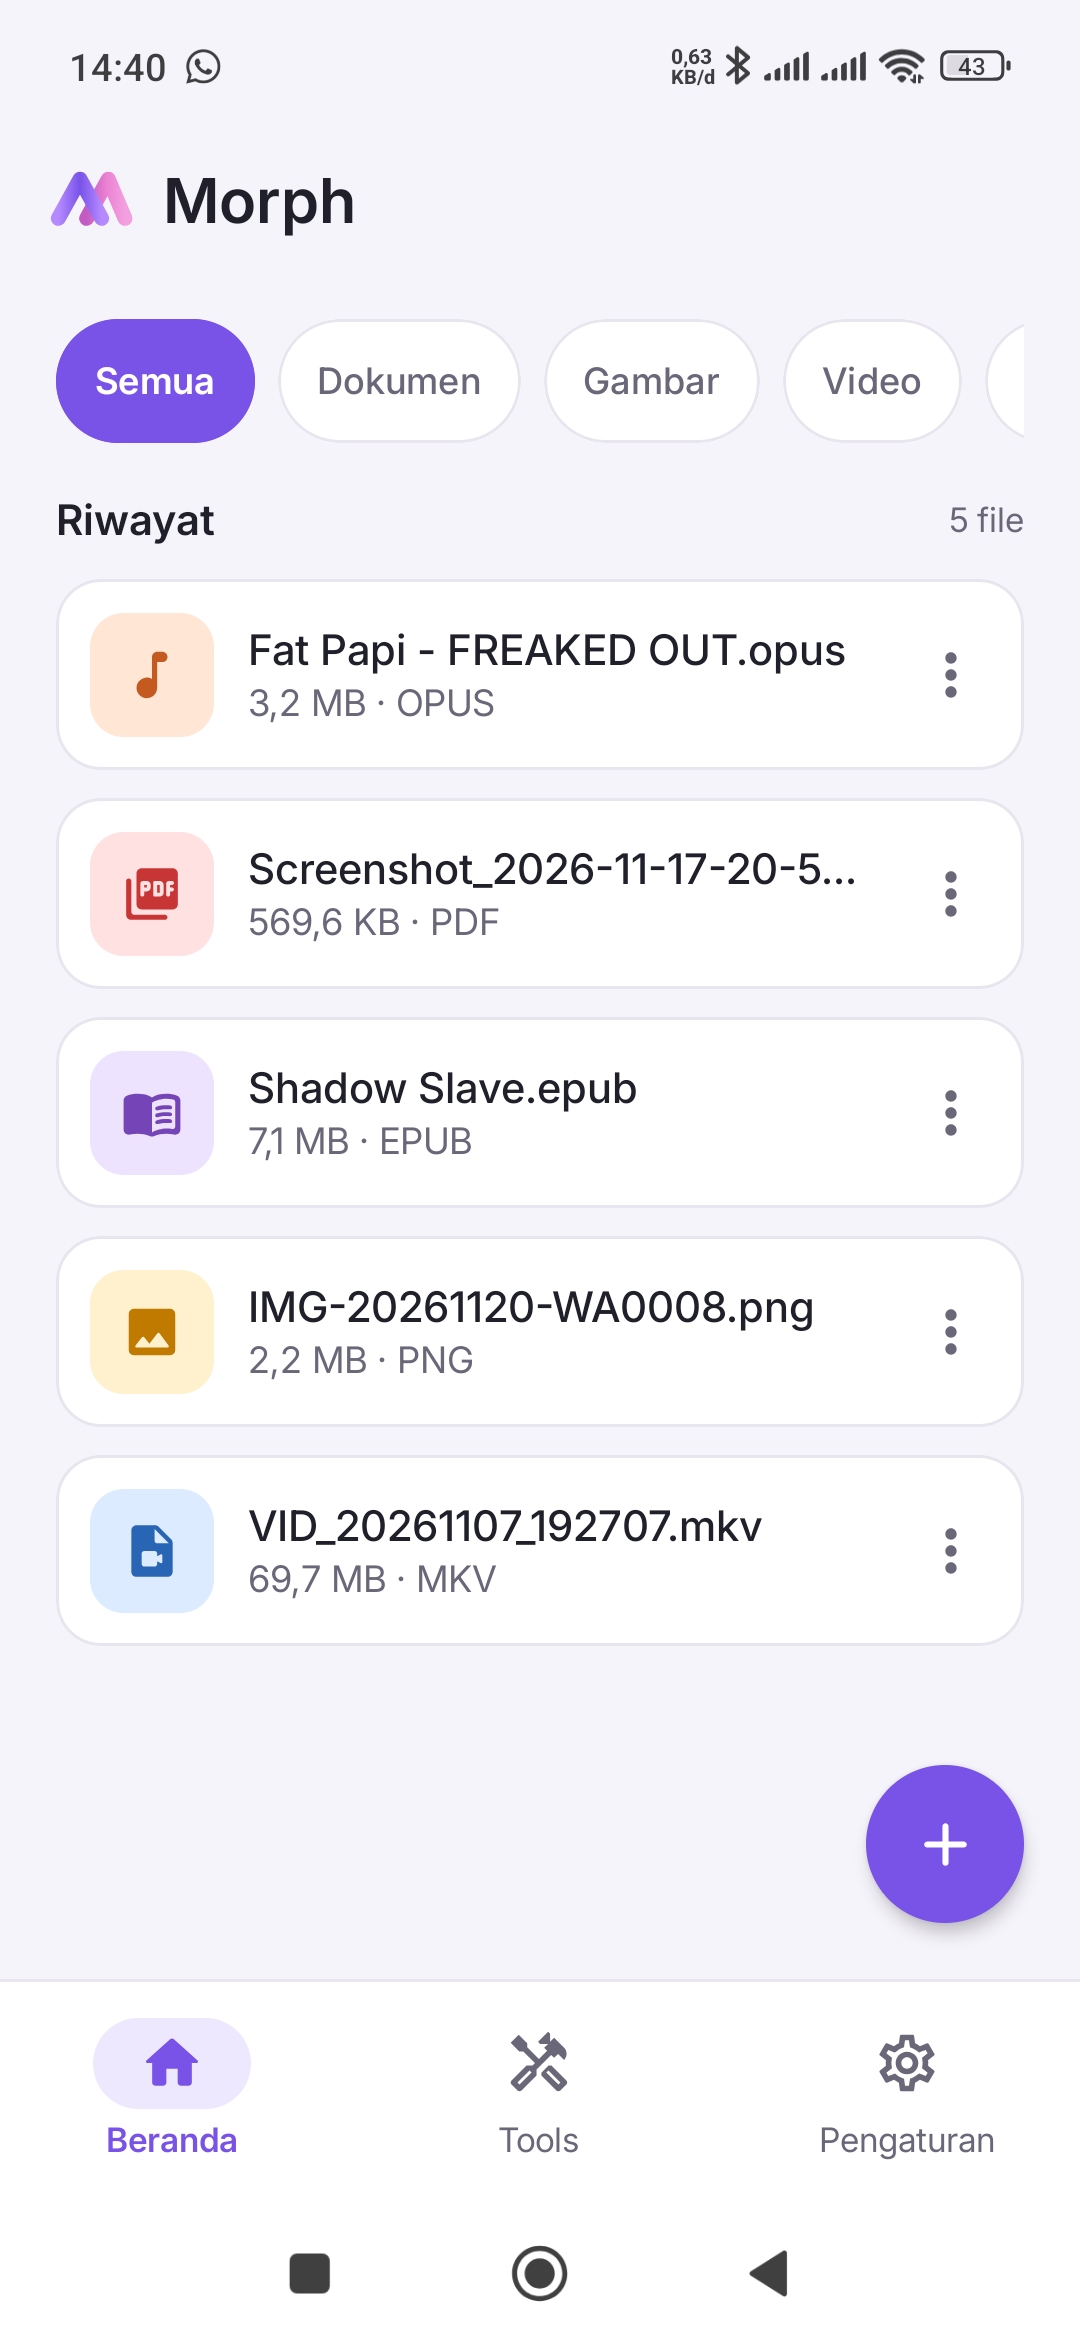 14:40
0,63
KB/d
43
Morph
Semua
Dokumen
Gambar
Video
Riwayat
5 file
Fat Papi - FREAKED OUT.opus
3,2 MB · OPUS
PDF
Screenshot_2026-11-17-20-5...
569,6 KB · PDF
Shadow Slave.epub
7,1 MB · EPUB
IMG-20261120-WA0008.png
2,2 MB · PNG
VID_20261107_192707.mkv
69,7 MB · MKV
Beranda
Tools
Pengaturan